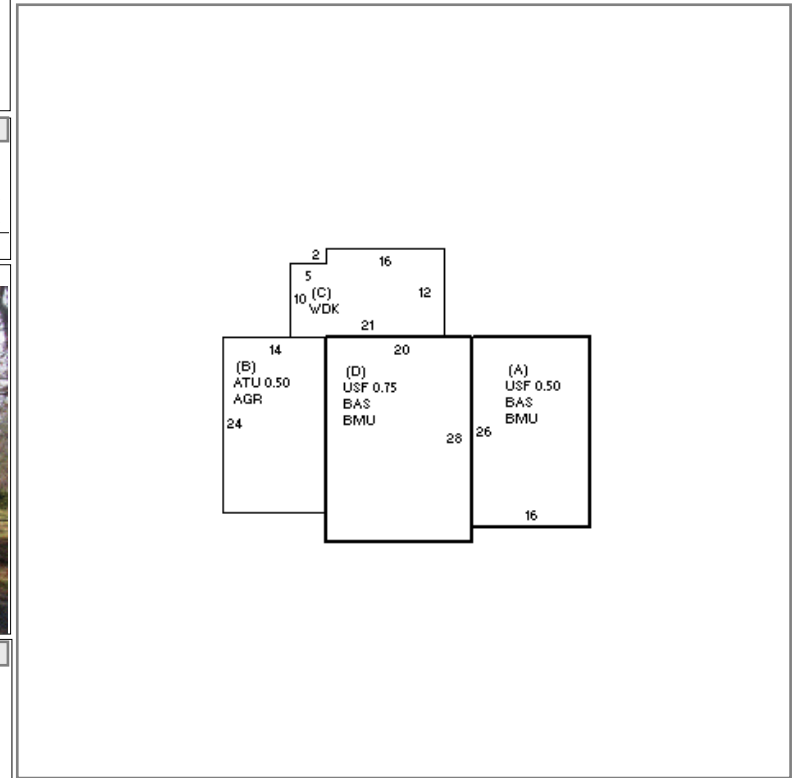 2
16
5
10
(C)
WDK
12
21
14
(B)
ATU 0.50
AGR
24
20
(D)
USF 0.75
BAS
BMU
28
(A)
USF 0.50
BAS
BMU
26
16